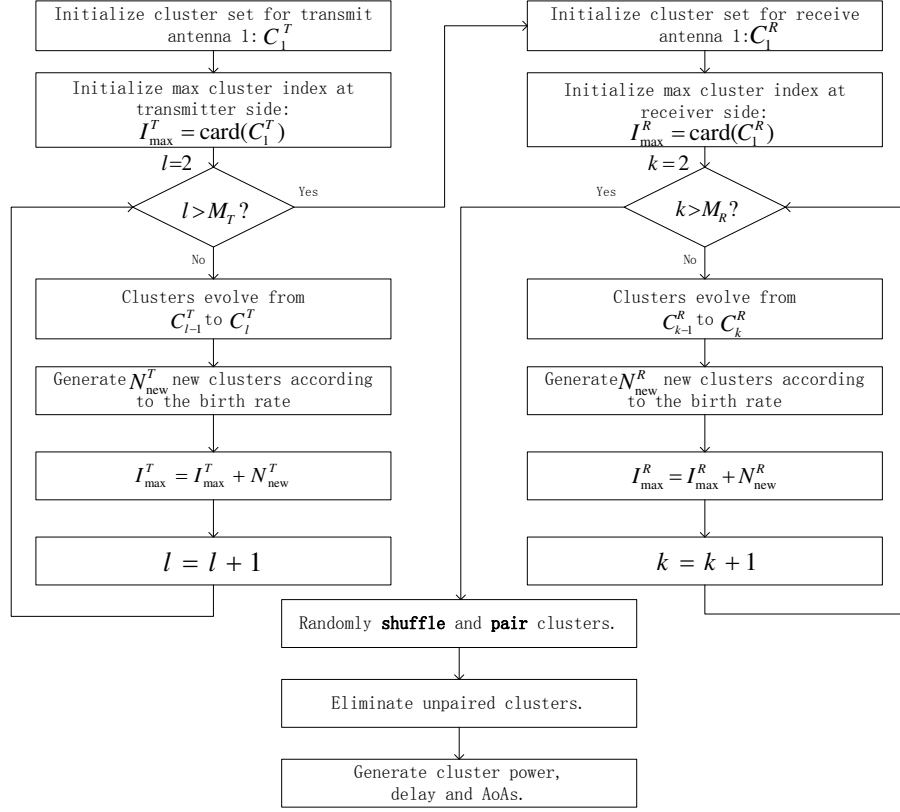 Initialize cluster set for transmit
antenna 1: C_1^T
Initialize max cluster index at
transmitter side:
I_max^T = card(C_1^T)
l=2
l>M_T?
Yes
No
Clusters evolve from
C_{l-1}^T to C_l^T
Generate N_new^T new clusters according
to the birth rate
I_max^T = I_max^T + N_new^T
l = l + 1
Initialize cluster set for receive
antenna 1: C_1^R
Initialize max cluster index at
receiver side:
I_max^R = card(C_1^R)
k=2
k>M_R?
Yes
No
Clusters evolve from
C_{k-1}^R to C_k^R
Generate N_new^R new clusters according
to the birth rate
I_max^R = I_max^R + N_new^R
k = k + 1
Randomly shuffle and pair clusters.
Eliminate unpaired clusters.
Generate cluster power,
delay and AoAs.